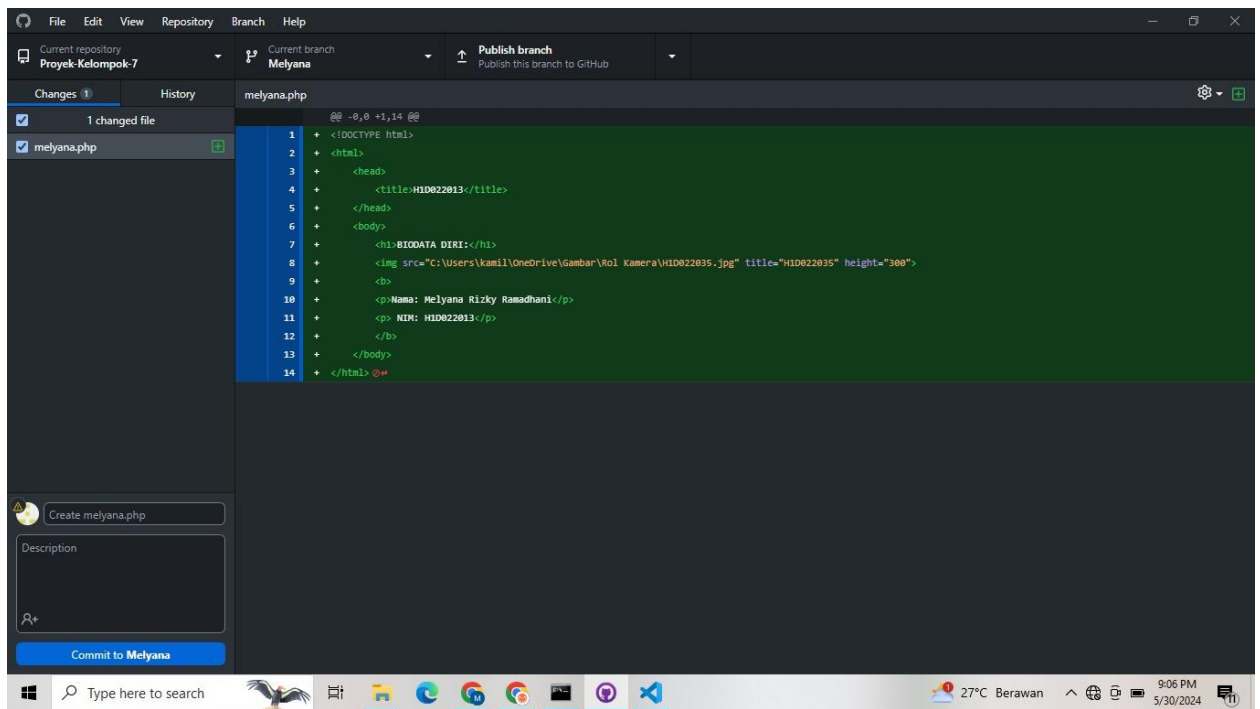 File Edit View Repository Branch Help
Current repository
Proyek-Kelompok-7
Current branch
Melyana
Publish branch
Publish this branch to GitHub
Changes 1 History
melyana.php
1 changed file
melyana.php
@@ -0,0 +1,14 @@
1 + <!DOCTYPE html>
2 + <html>
3 + <head>
4 + <title>H1D022013</title>
5 + </head>
6 + <body>
7 + <h1>BIODATA DIRI:</h1>
8 + <img src="C:\Users\kamil\OneDrive\Gambar\Rol Kamera\H1D022035.jpg" title="H1D022035" height="300">
9 + <b>
10 + <p>Nama: Melyana Rizky Ramadhani</p>
11 + <p> NIM: H1D022013</p>
12 + </b>
13 + </body>
14 + </html>
Create melyana.php
Description
Commit to Melyana
Type here to search
27°C Berawan
9:06 PM
5/30/2024
11